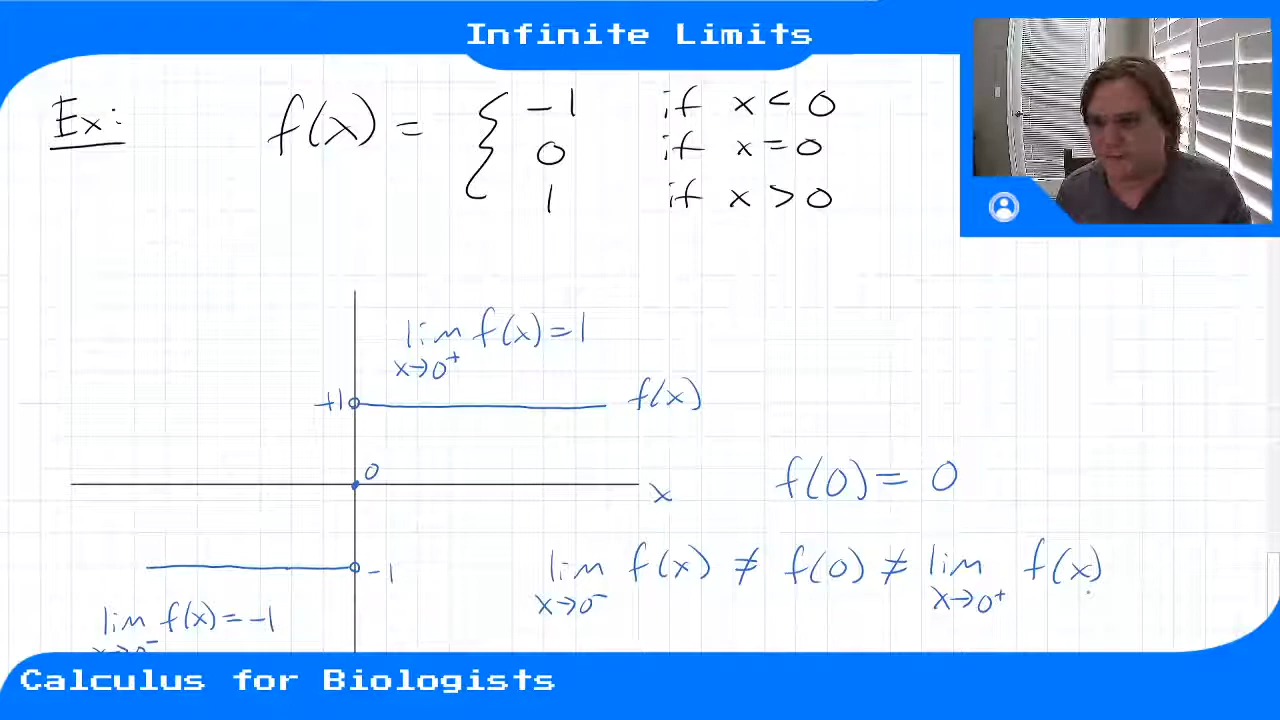 Infinite Limits
Ex: f(x) = { -1 if x < 0
0 if x = 0
1 if x > 0
lim f(x) = 1
x→0⁺
+1 f(x)
0
x
f(0) = 0
-1
lim f(x) ≠ f(0) ≠ lim f(x)
x→0⁻ x→0⁺
lim f(x) = -1
x→0⁻
Calculus for Biologists